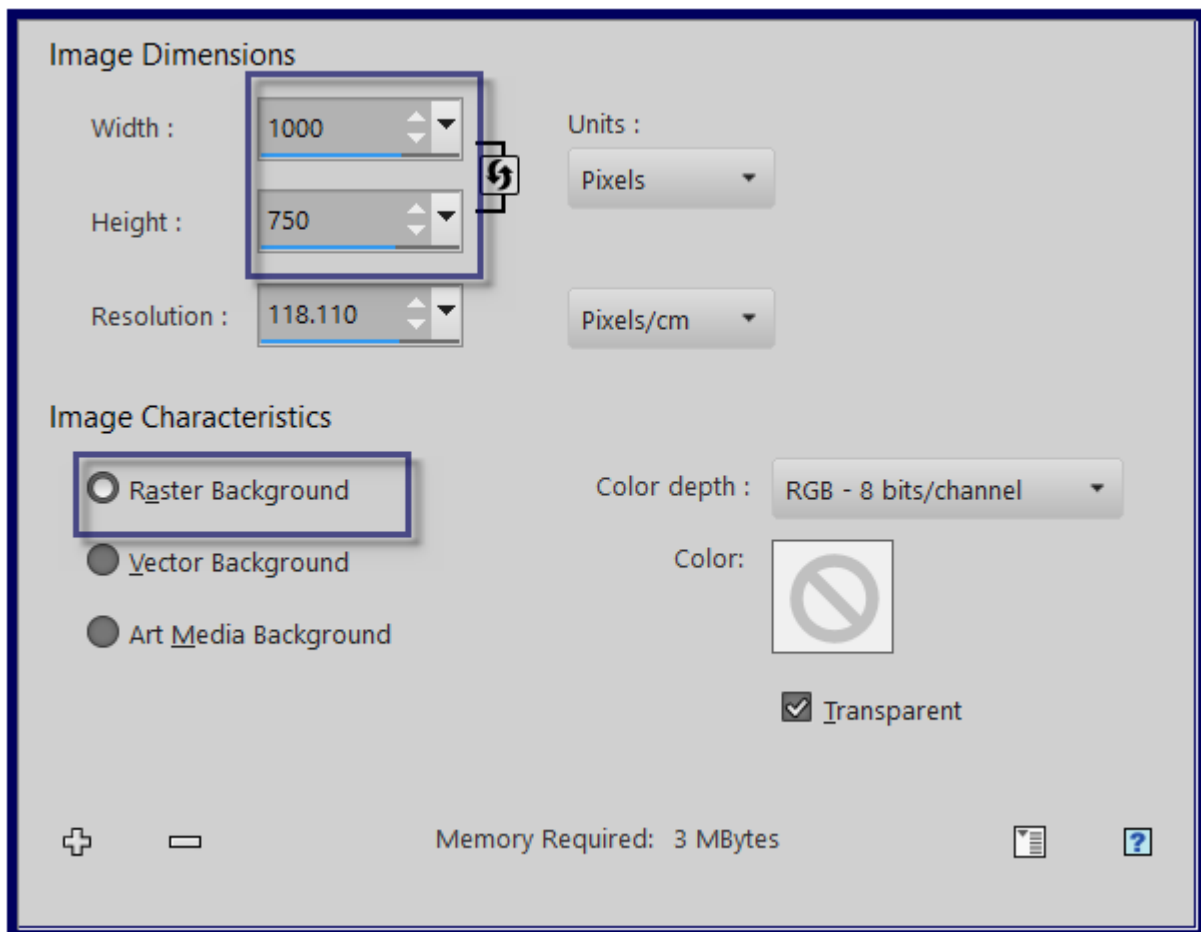 Image Dimensions
Width :
1000
Units :
Pixels
Height :
750
Resolution :
118.110
Pixels/cm
Image Characteristics
Raster Background
Color depth :
RGB - 8 bits/channel
Vector Background
Color:
Art Media Background
Transparent
Memory Required: 3 MBytes
?